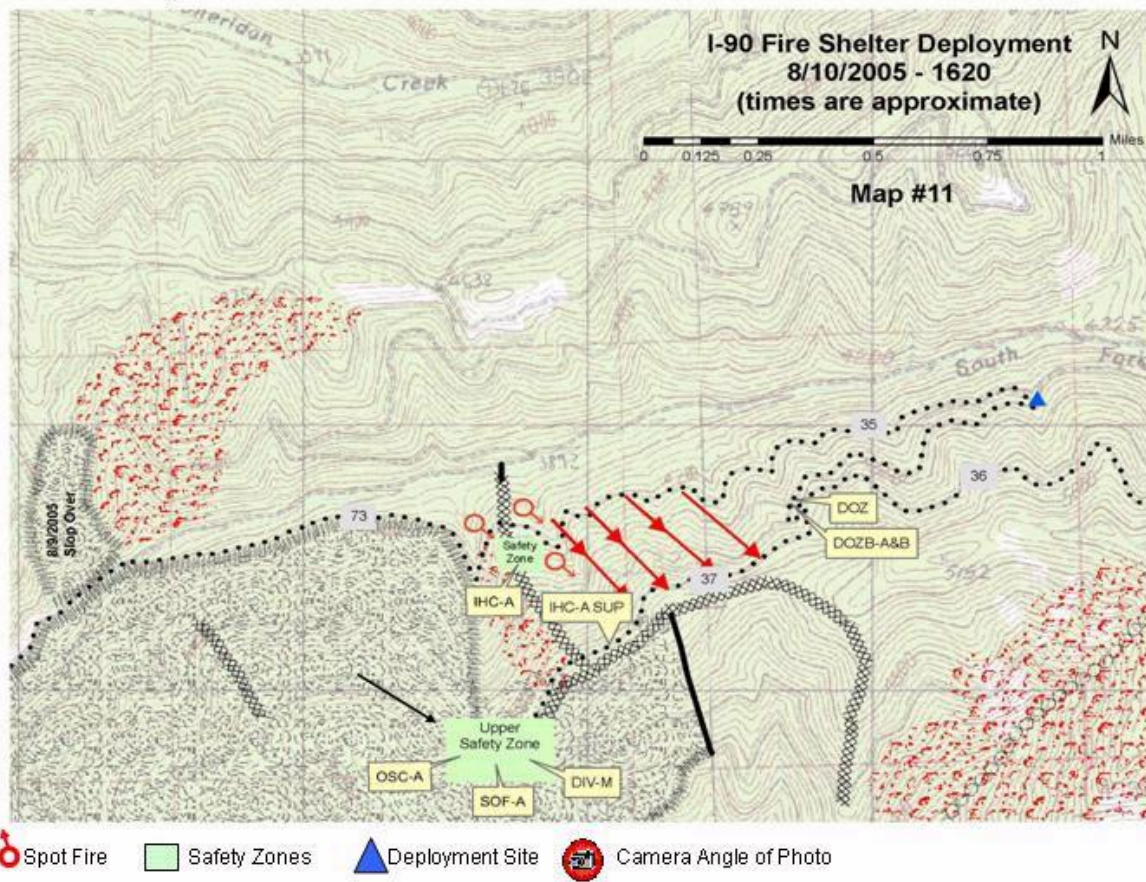 I-90 Fire Shelter Deployment
8/10/2005 - 1620
(times are approximate)
N
Miles
0 0.125 0.25 0.5 0.75 1
Map #11
Sheridan
Creek
South
35
36
73
37
8/9/2005
Slop Over
Safety
Zone
IHC-A
IHC-A SUP
DOZ
DOZB-A&B
Upper
Safety Zone
OSC-A
SOF-A
DIV-M
Spot Fire
Safety Zones
Deployment Site
Camera Angle of Photo